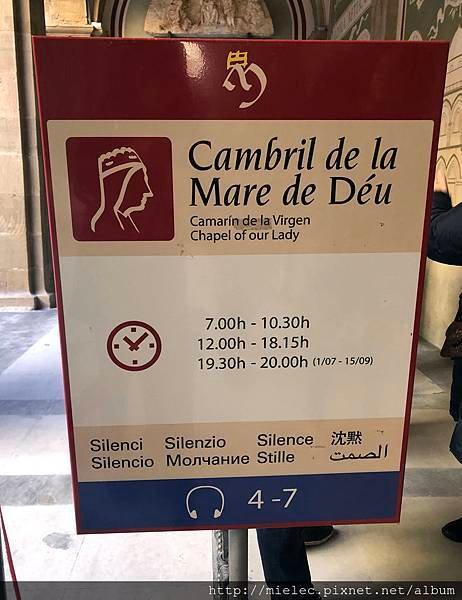 Cambril de la
Mare de Déu
Camarín de la Virgen
Chapel of our Lady
7.00h - 10.30h
12.00h - 18.15h
19.30h - 20.00h (1/07 - 15/09)
Silenci Silenzio Silence 沈黙
Silencio Молчание Stille الصمت
4 -7
http://mielec.pixnet.net/album